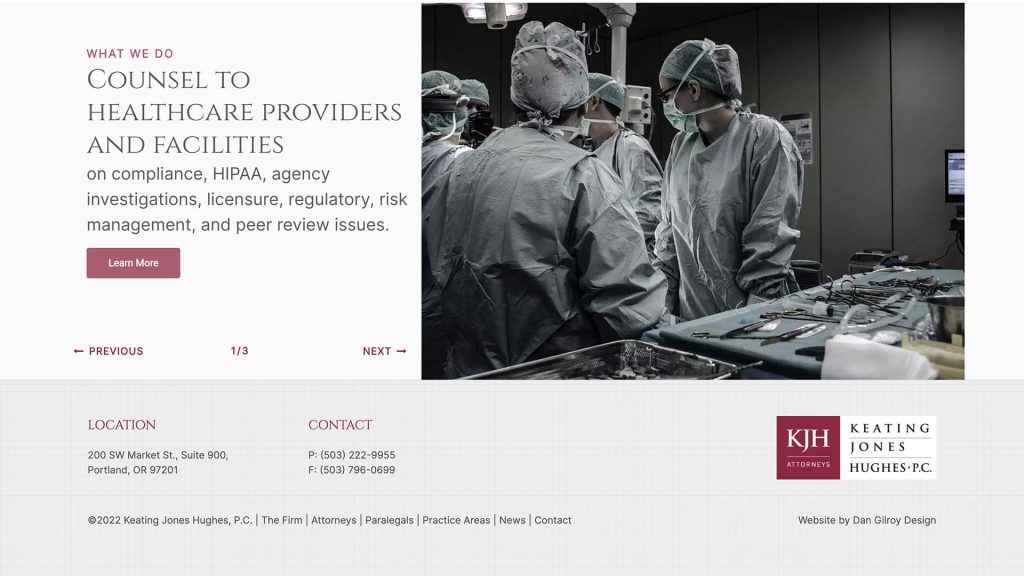 WHAT WE DO
COUNSEL TO
HEALTHCARE PROVIDERS
AND FACILITIES
on compliance, HIPAA, agency
investigations, licensure, regulatory, risk
management, and peer review issues.
Learn More
← PREVIOUS
1/3
NEXT →
LOCATION
200 SW Market St., Suite 900,
Portland, OR 97201
CONTACT
P: (503) 222-9955
F: (503) 796-0699
KJH
ATTORNEYS
KEATING
JONES
HUGHES·P.C.
©2022 Keating Jones Hughes, P.C. | The Firm | Attorneys | Paralegals | Practice Areas | News | Contact
Website by Dan Gilroy Design